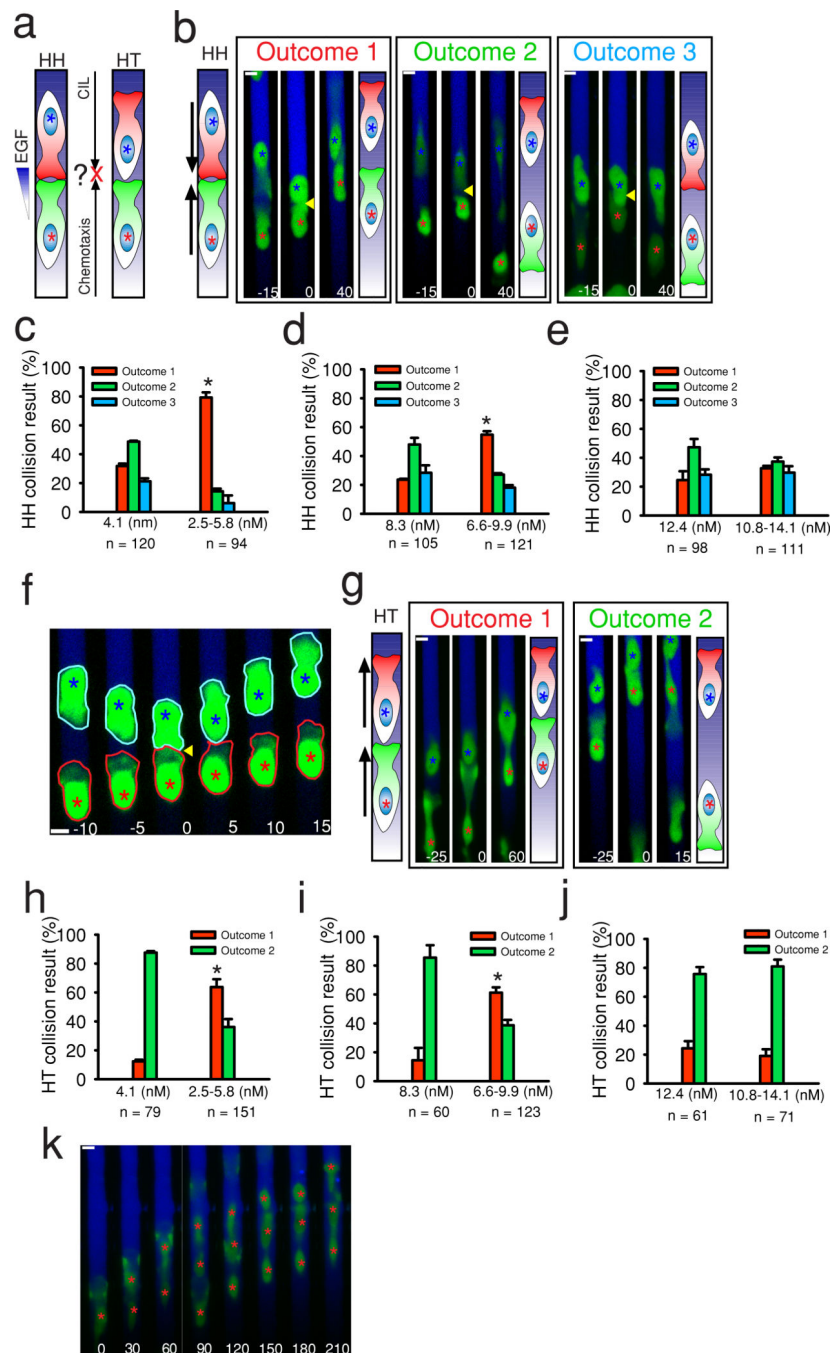 a
HH
HT
EGF
CIL
?
X
Chemotaxis
b
HH
Outcome 1
-15
0
40
Outcome 2
-15
0
40
Outcome 3
-15
0
40
c
HH collision result (%)
100
80
60
40
20
0
Outcome 1
Outcome 2
Outcome 3
*
4.1 (nm)
2.5-5.8 (nM)
n = 120
n = 94
d
HH collision result (%)
100
80
60
40
20
0
Outcome 1
Outcome 2
Outcome 3
*
8.3 (nM)
6.6-9.9 (nM)
n = 105
n = 121
e
HH collision result (%)
100
80
60
40
20
0
Outcome 1
Outcome 2
Outcome 3
12.4 (nM)
10.8-14.1 (nM)
n = 98
n = 111
f
-10
-5
0
5
10
15
g
HT
Outcome 1
-25
0
60
Outcome 2
-25
0
15
h
HT collision result (%)
100
80
60
40
20
0
Outcome 1
Outcome 2
*
4.1 (nM)
2.5-5.8 (nM)
n = 79
n = 151
i
HT collision result (%)
100
80
60
40
20
0
Outcome 1
Outcome 2
*
8.3 (nM)
6.6-9.9 (nM)
n = 60
n = 123
j
HT collision result (%)
100
80
60
40
20
0
Outcome 1
Outcome 2
12.4 (nM)
10.8-14.1 (nM)
n = 61
n = 71
k
0
30
60
90
120
150
180
210